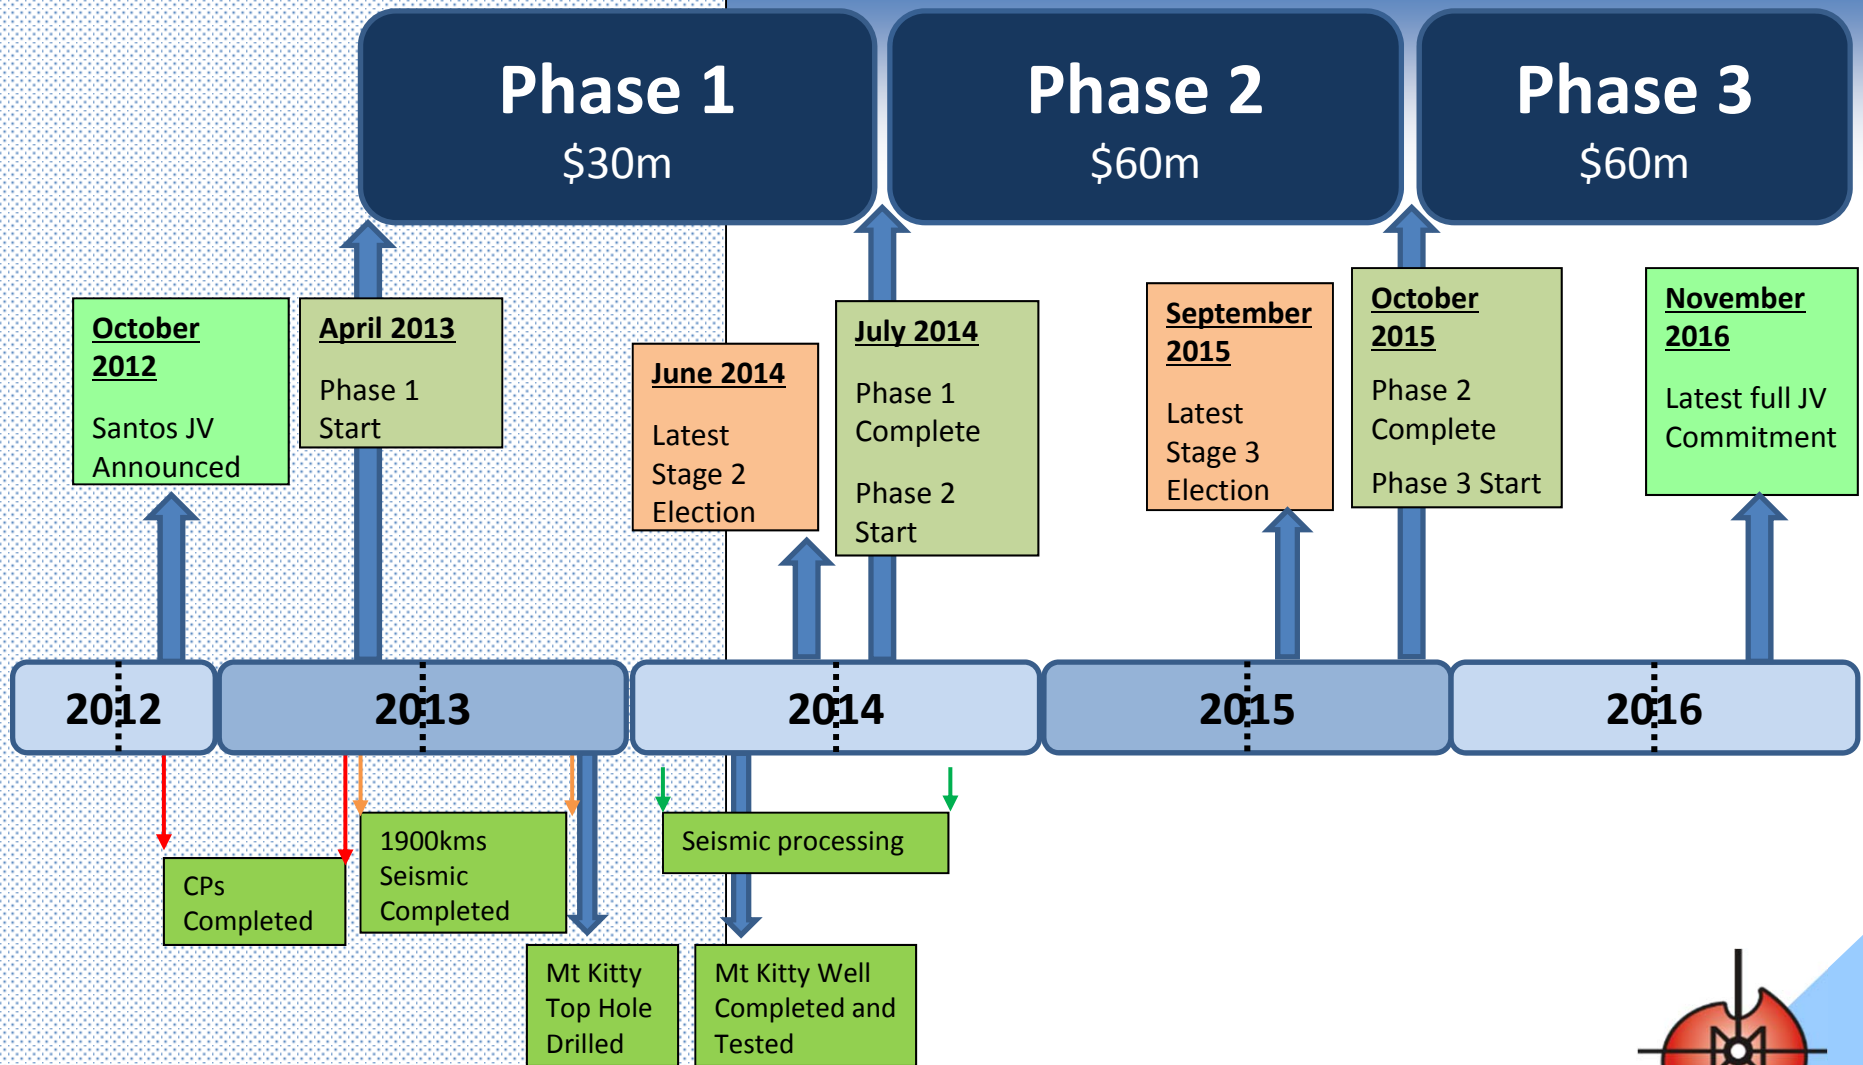 Phase 1
$30m
Phase 2
$60m
Phase 3
$60m
October
2012
Santos JV
Announced
April 2013
Phase 1
Start
June 2014
Latest
Stage 2
Election
July 2014
Phase 1
Complete
Phase 2
Start
September
2015
Latest
Stage 3
Election
October
2015
Phase 2
Complete
Phase 3 Start
November
2016
Latest full JV
Commitment
2012
2013
2014
2015
2016
CPs
Completed
1900kms
Seismic
Completed
Seismic processing
Mt Kitty
Top Hole
Drilled
Mt Kitty Well
Completed and
Tested